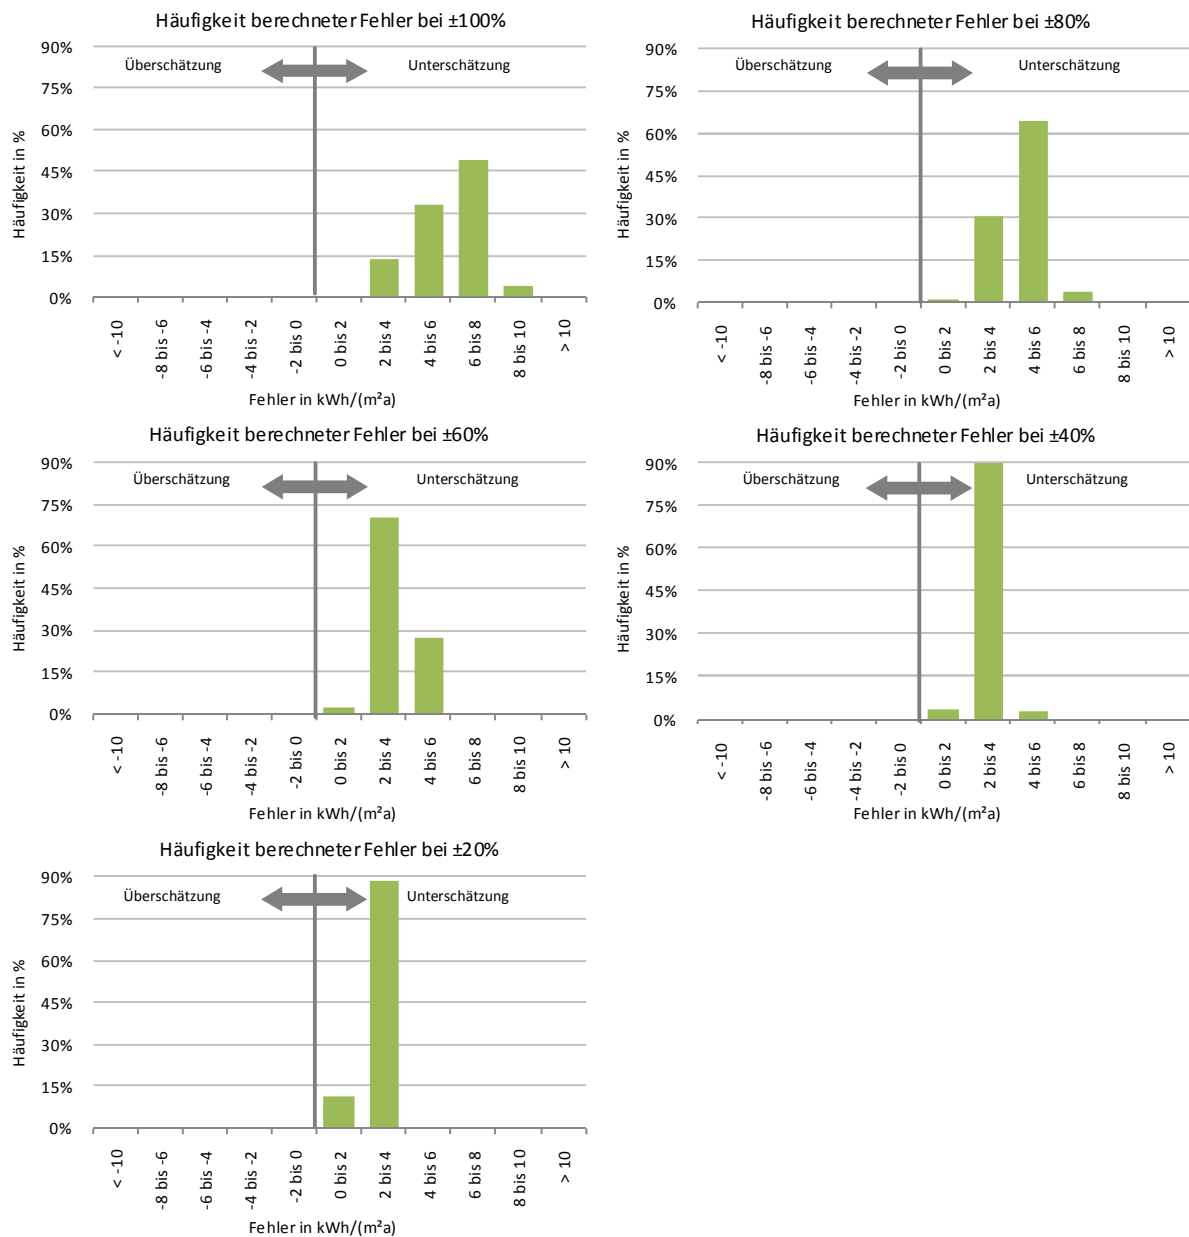 Häufigkeit berechneter Fehler bei ±100%
90%
75%
60%
45%
30%
15%
0%
Häufigkeit in %
Überschätzung
Unterschätzung
< -10
-8 bis -6
-6 bis -4
-4 bis -2
-2 bis 0
0 bis 2
2 bis 4
4 bis 6
6 bis 8
8 bis 10
> 10
Fehler in kWh/(m²a)
Häufigkeit berechneter Fehler bei ±80%
90%
75%
60%
45%
30%
15%
0%
Häufigkeit in %
Überschätzung
Unterschätzung
< -10
-8 bis -6
-6 bis -4
-4 bis -2
-2 bis 0
0 bis 2
2 bis 4
4 bis 6
6 bis 8
8 bis 10
> 10
Fehler in kWh/(m²a)
Häufigkeit berechneter Fehler bei ±60%
90%
75%
60%
45%
30%
15%
0%
Häufigkeit in %
Überschätzung
Unterschätzung
< -10
-8 bis -6
-6 bis -4
-4 bis -2
-2 bis 0
0 bis 2
2 bis 4
4 bis 6
6 bis 8
8 bis 10
> 10
Fehler in kWh/(m²a)
Häufigkeit berechneter Fehler bei ±40%
90%
75%
60%
45%
30%
15%
0%
Häufigkeit in %
Überschätzung
Unterschätzung
< -10
-8 bis -6
-6 bis -4
-4 bis -2
-2 bis 0
0 bis 2
2 bis 4
4 bis 6
6 bis 8
8 bis 10
> 10
Fehler in kWh/(m²a)
Häufigkeit berechneter Fehler bei ±20%
90%
75%
60%
45%
30%
15%
0%
Häufigkeit in %
Überschätzung
Unterschätzung
< -10
-8 bis -6
-6 bis -4
-4 bis -2
-2 bis 0
0 bis 2
2 bis 4
4 bis 6
6 bis 8
8 bis 10
> 10
Fehler in kWh/(m²a)